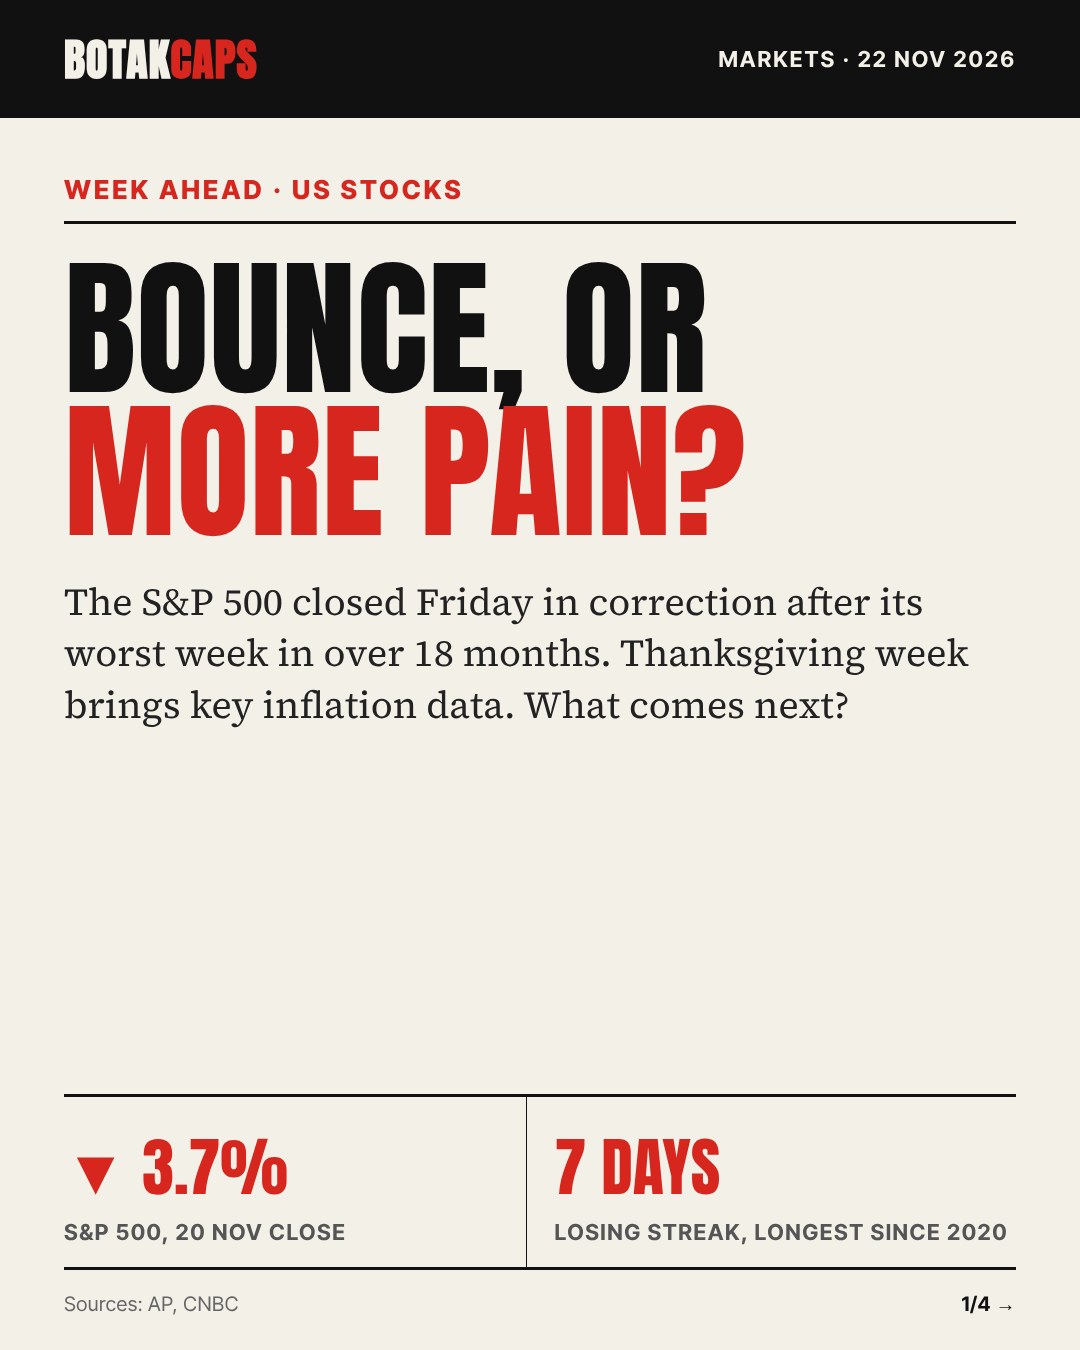 BOTAKCAPS
MARKETS · 22 NOV 2026
WEEK AHEAD · US STOCKS
BOUNCE, OR
MORE PAIN?
The S&P 500 closed Friday in correction after its
worst week in over 18 months. Thanksgiving week
brings key inflation data. What comes next?
▼ 3.7%
S&P 500, 20 NOV CLOSE
7 DAYS
LOSING STREAK, LONGEST SINCE 2020
Sources: AP, CNBC
1/4 →